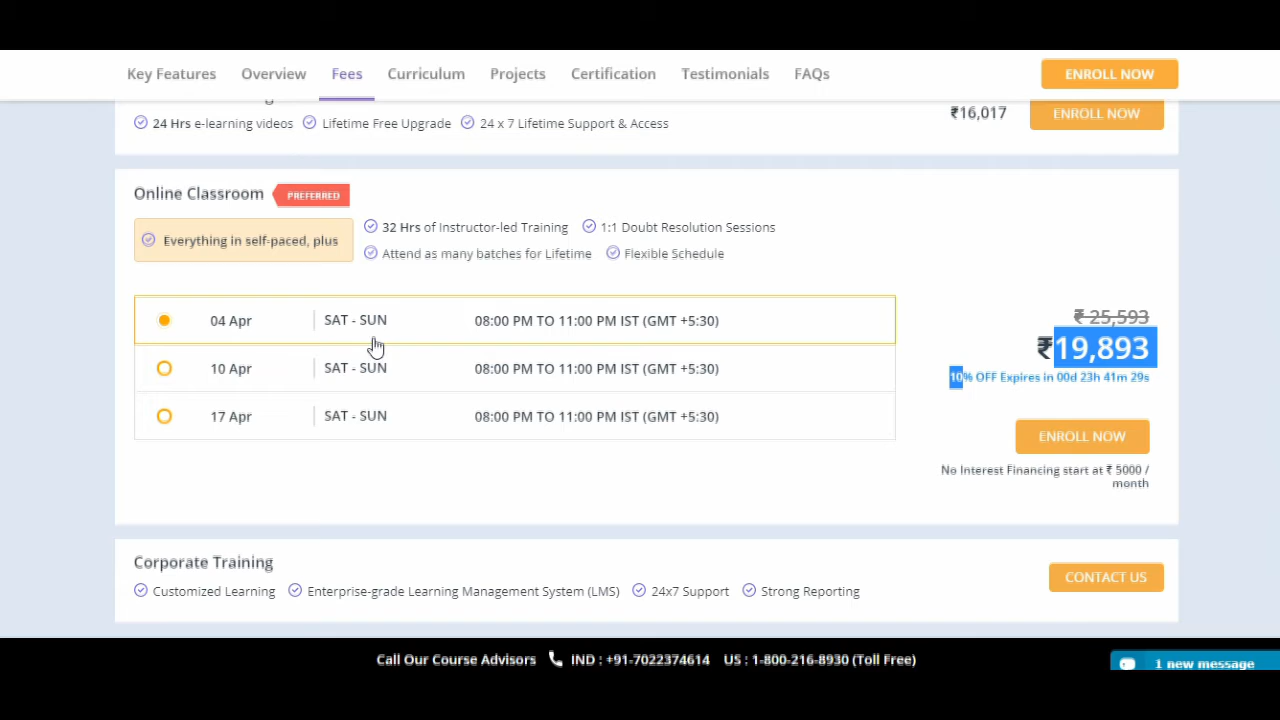 Key Features Overview Fees Curriculum Projects Certification Testimonials FAQs ENROLL NOW
24 Hrs e-learning videos Lifetime Free Upgrade 24 x 7 Lifetime Support & Access
₹16,017 ENROLL NOW
Online Classroom PREFERRED
Everything in self-paced, plus
32 Hrs of Instructor-led Training 1:1 Doubt Resolution Sessions
Attend as many batches for Lifetime Flexible Schedule
04 Apr SAT - SUN 08:00 PM TO 11:00 PM IST (GMT +5:30)
10 Apr SAT - SUN 08:00 PM TO 11:00 PM IST (GMT +5:30)
17 Apr SAT - SUN 08:00 PM TO 11:00 PM IST (GMT +5:30)
₹ 25,593
₹19,893
10% OFF Expires in 00d 23h 41m 29s
ENROLL NOW
No Interest Financing start at ₹ 5000 /
month
Corporate Training
Customized Learning Enterprise-grade Learning Management System (LMS) 24x7 Support Strong Reporting
CONTACT US
Call Our Course Advisors IND : +91-7022374614 US : 1-800-216-8930 (Toll Free)
1 new message